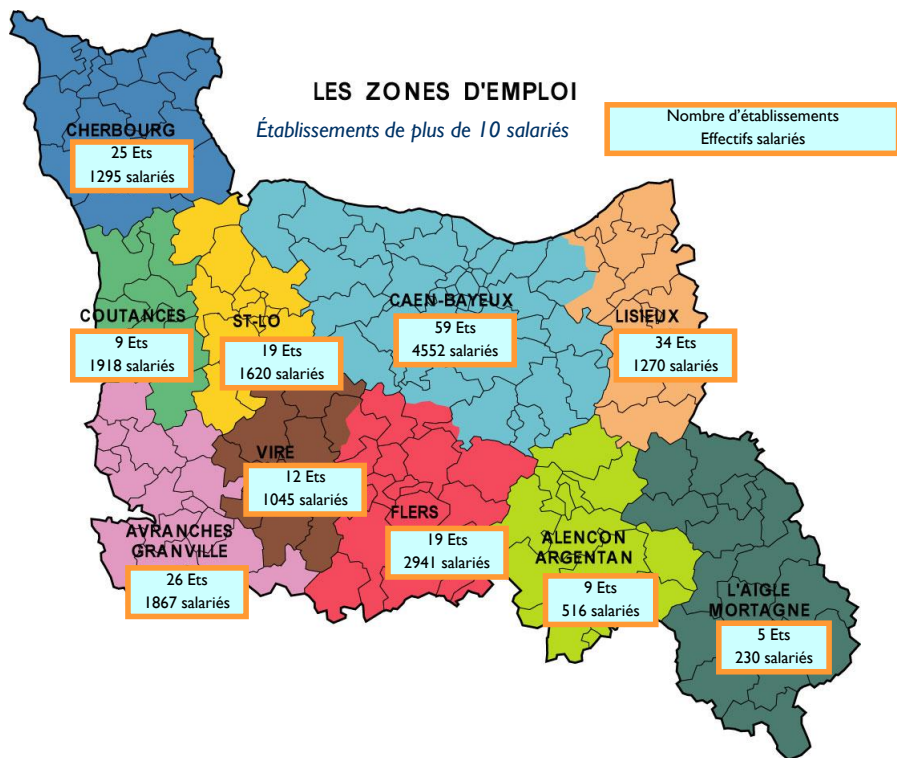 LES ZONES D'EMPLOI
Établissements de plus de 10 salariés
Nombre d'établissements
Effectifs salariés
CHERBOURG
25 Ets
1295 salariés
COUTANCES
9 Ets
1918 salariés
ST-LO
19 Ets
1620 salariés
CAEN-BAYEUX
59 Ets
4552 salariés
LISIEUX
34 Ets
1270 salariés
VIRE
12 Ets
1045 salariés
AVRANCHES
GRANVILLE
26 Ets
1867 salariés
FLERS
19 Ets
2941 salariés
ALENCON
ARGENTAN
9 Ets
516 salariés
L'AIGLE
MORTAGNE
5 Ets
230 salariés